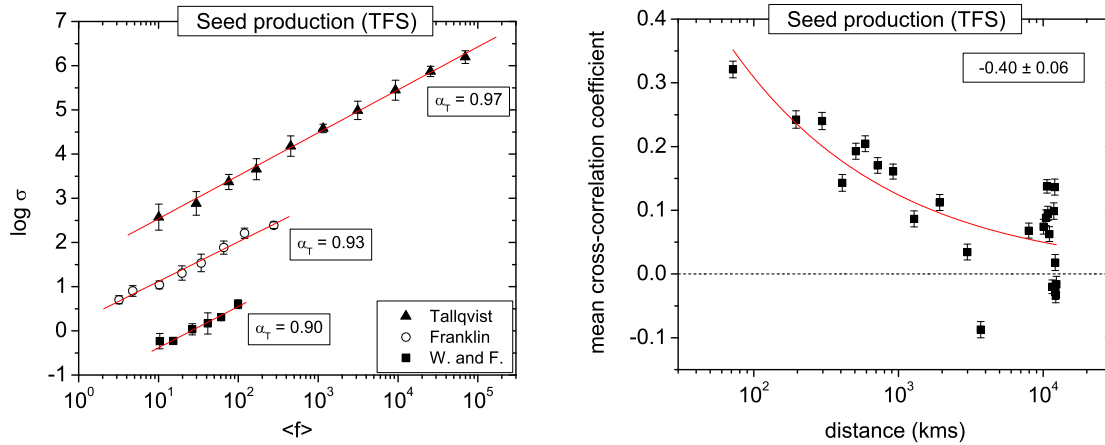 Seed production (TFS)
7
6
5
4
3
2
1
0
-1
log σ
α_T = 0.97
α_T = 0.93
α_T = 0.90
Tallqvist
Franklin
W. and F.
10^0 10^1 10^2 10^3 10^4 10^5
<f>
Seed production (TFS)
0.4
0.3
0.2
0.1
0.0
-0.1
mean cross-correlation coefficient
-0.40 ± 0.06
10^2 10^3 10^4
distance (kms)